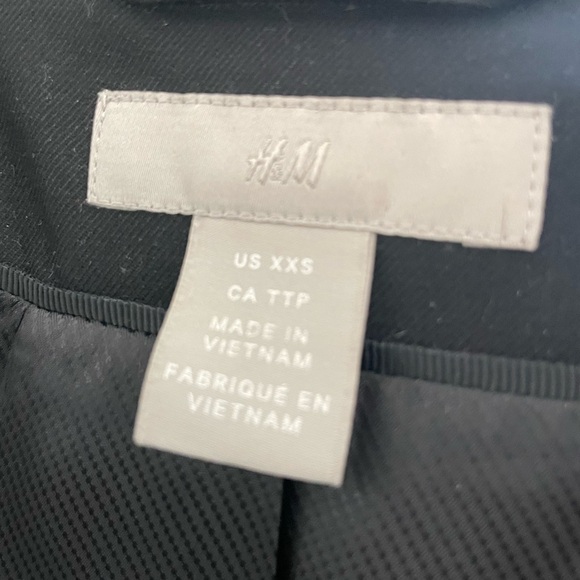 H&M
US XXS
CA TTP
MADE IN
VIETNAM
FABRIQUÉ EN
VIETNAM